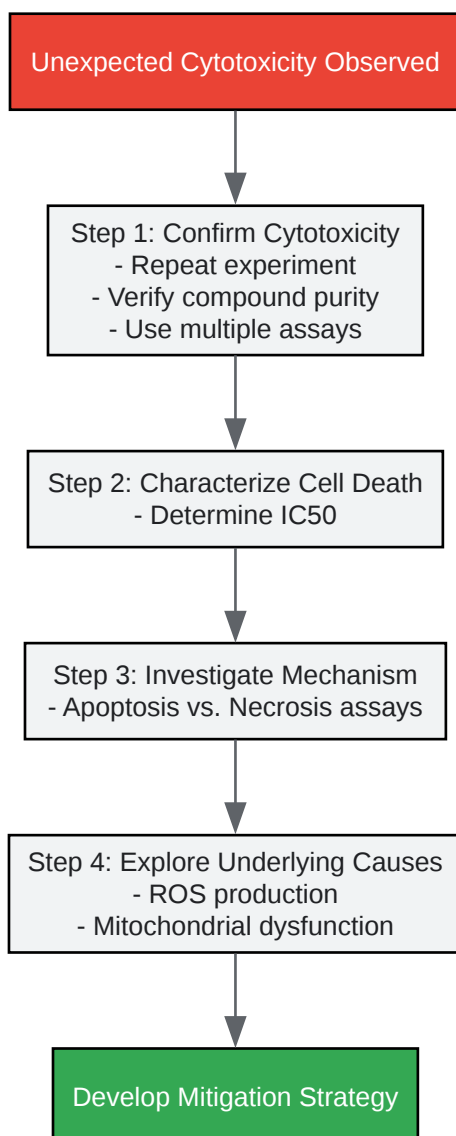 Unexpected Cytotoxicity Observed
Step 1: Confirm Cytotoxicity
- Repeat experiment
- Verify compound purity
- Use multiple assays
Step 2: Characterize Cell Death
- Determine IC50
Step 3: Investigate Mechanism
- Apoptosis vs. Necrosis assays
Step 4: Explore Underlying Causes
- ROS production
- Mitochondrial dysfunction
Develop Mitigation Strategy